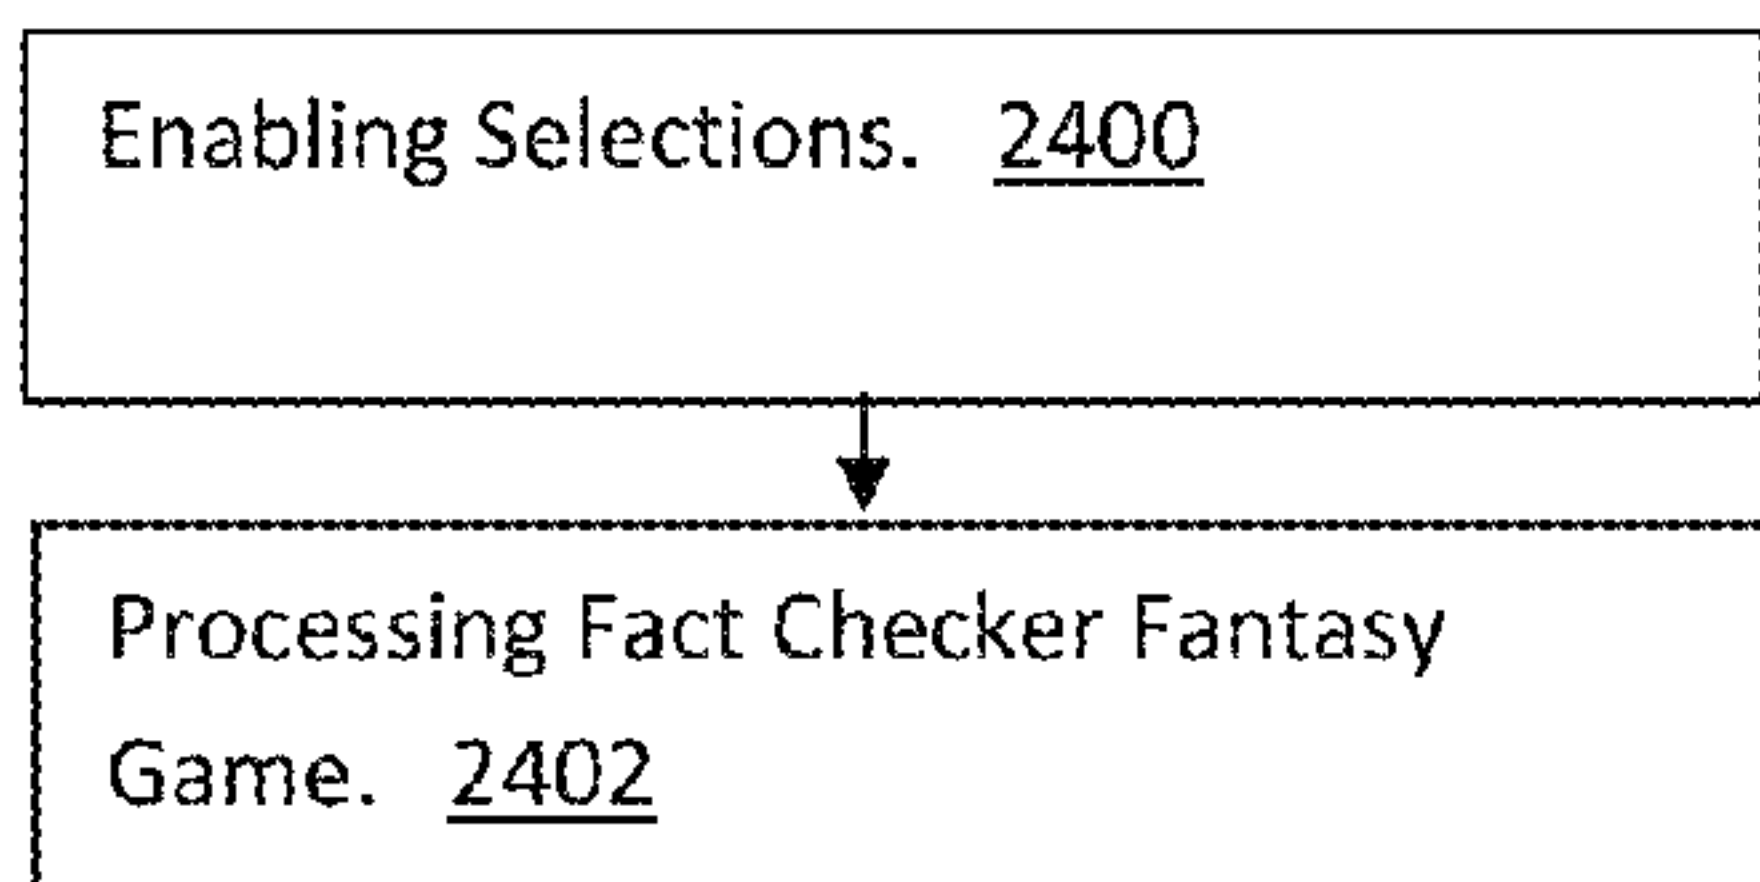 Enabling Selections. 2400
Processing Fact Checker Fantasy
Game. 2402